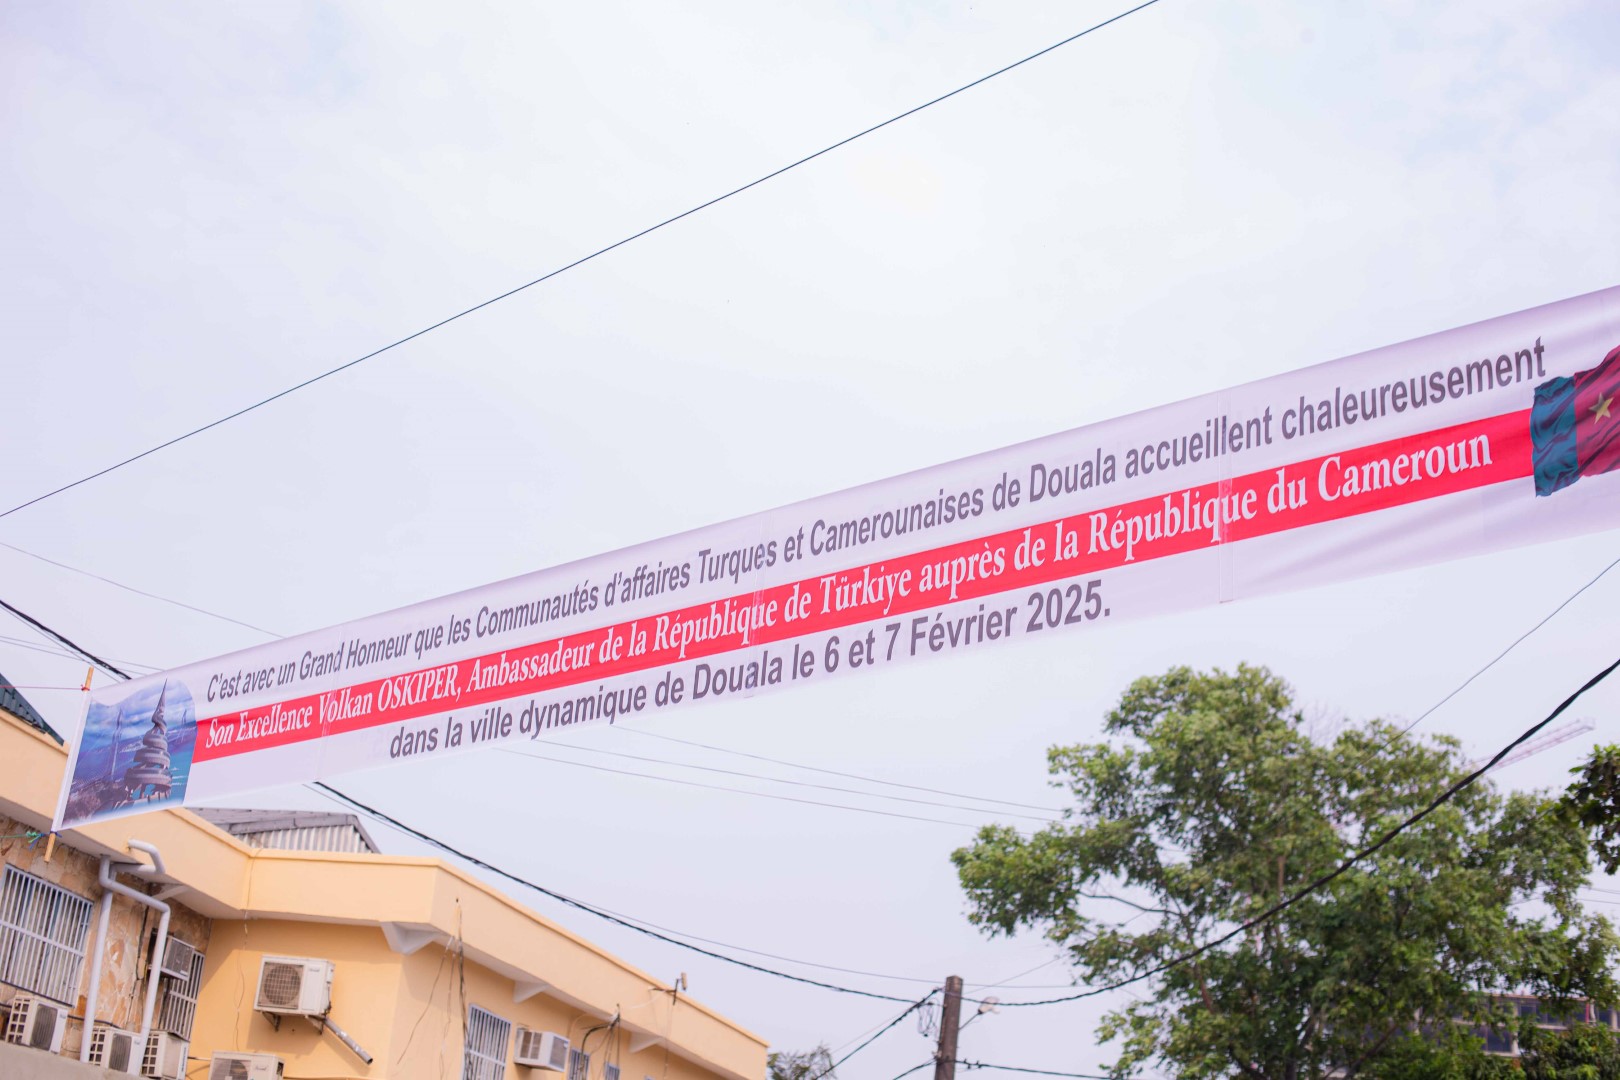 C'est avec un Grand Honneur que les Communautés d'affaires Turques et Camerounaises de Douala accueillent chaleureusement
Son Excellence Volkan OSKIPER, Ambassadeur de la République de Türkiye auprès de la République du Cameroun
dans la ville dynamique de Douala le 6 et 7 Février 2025.